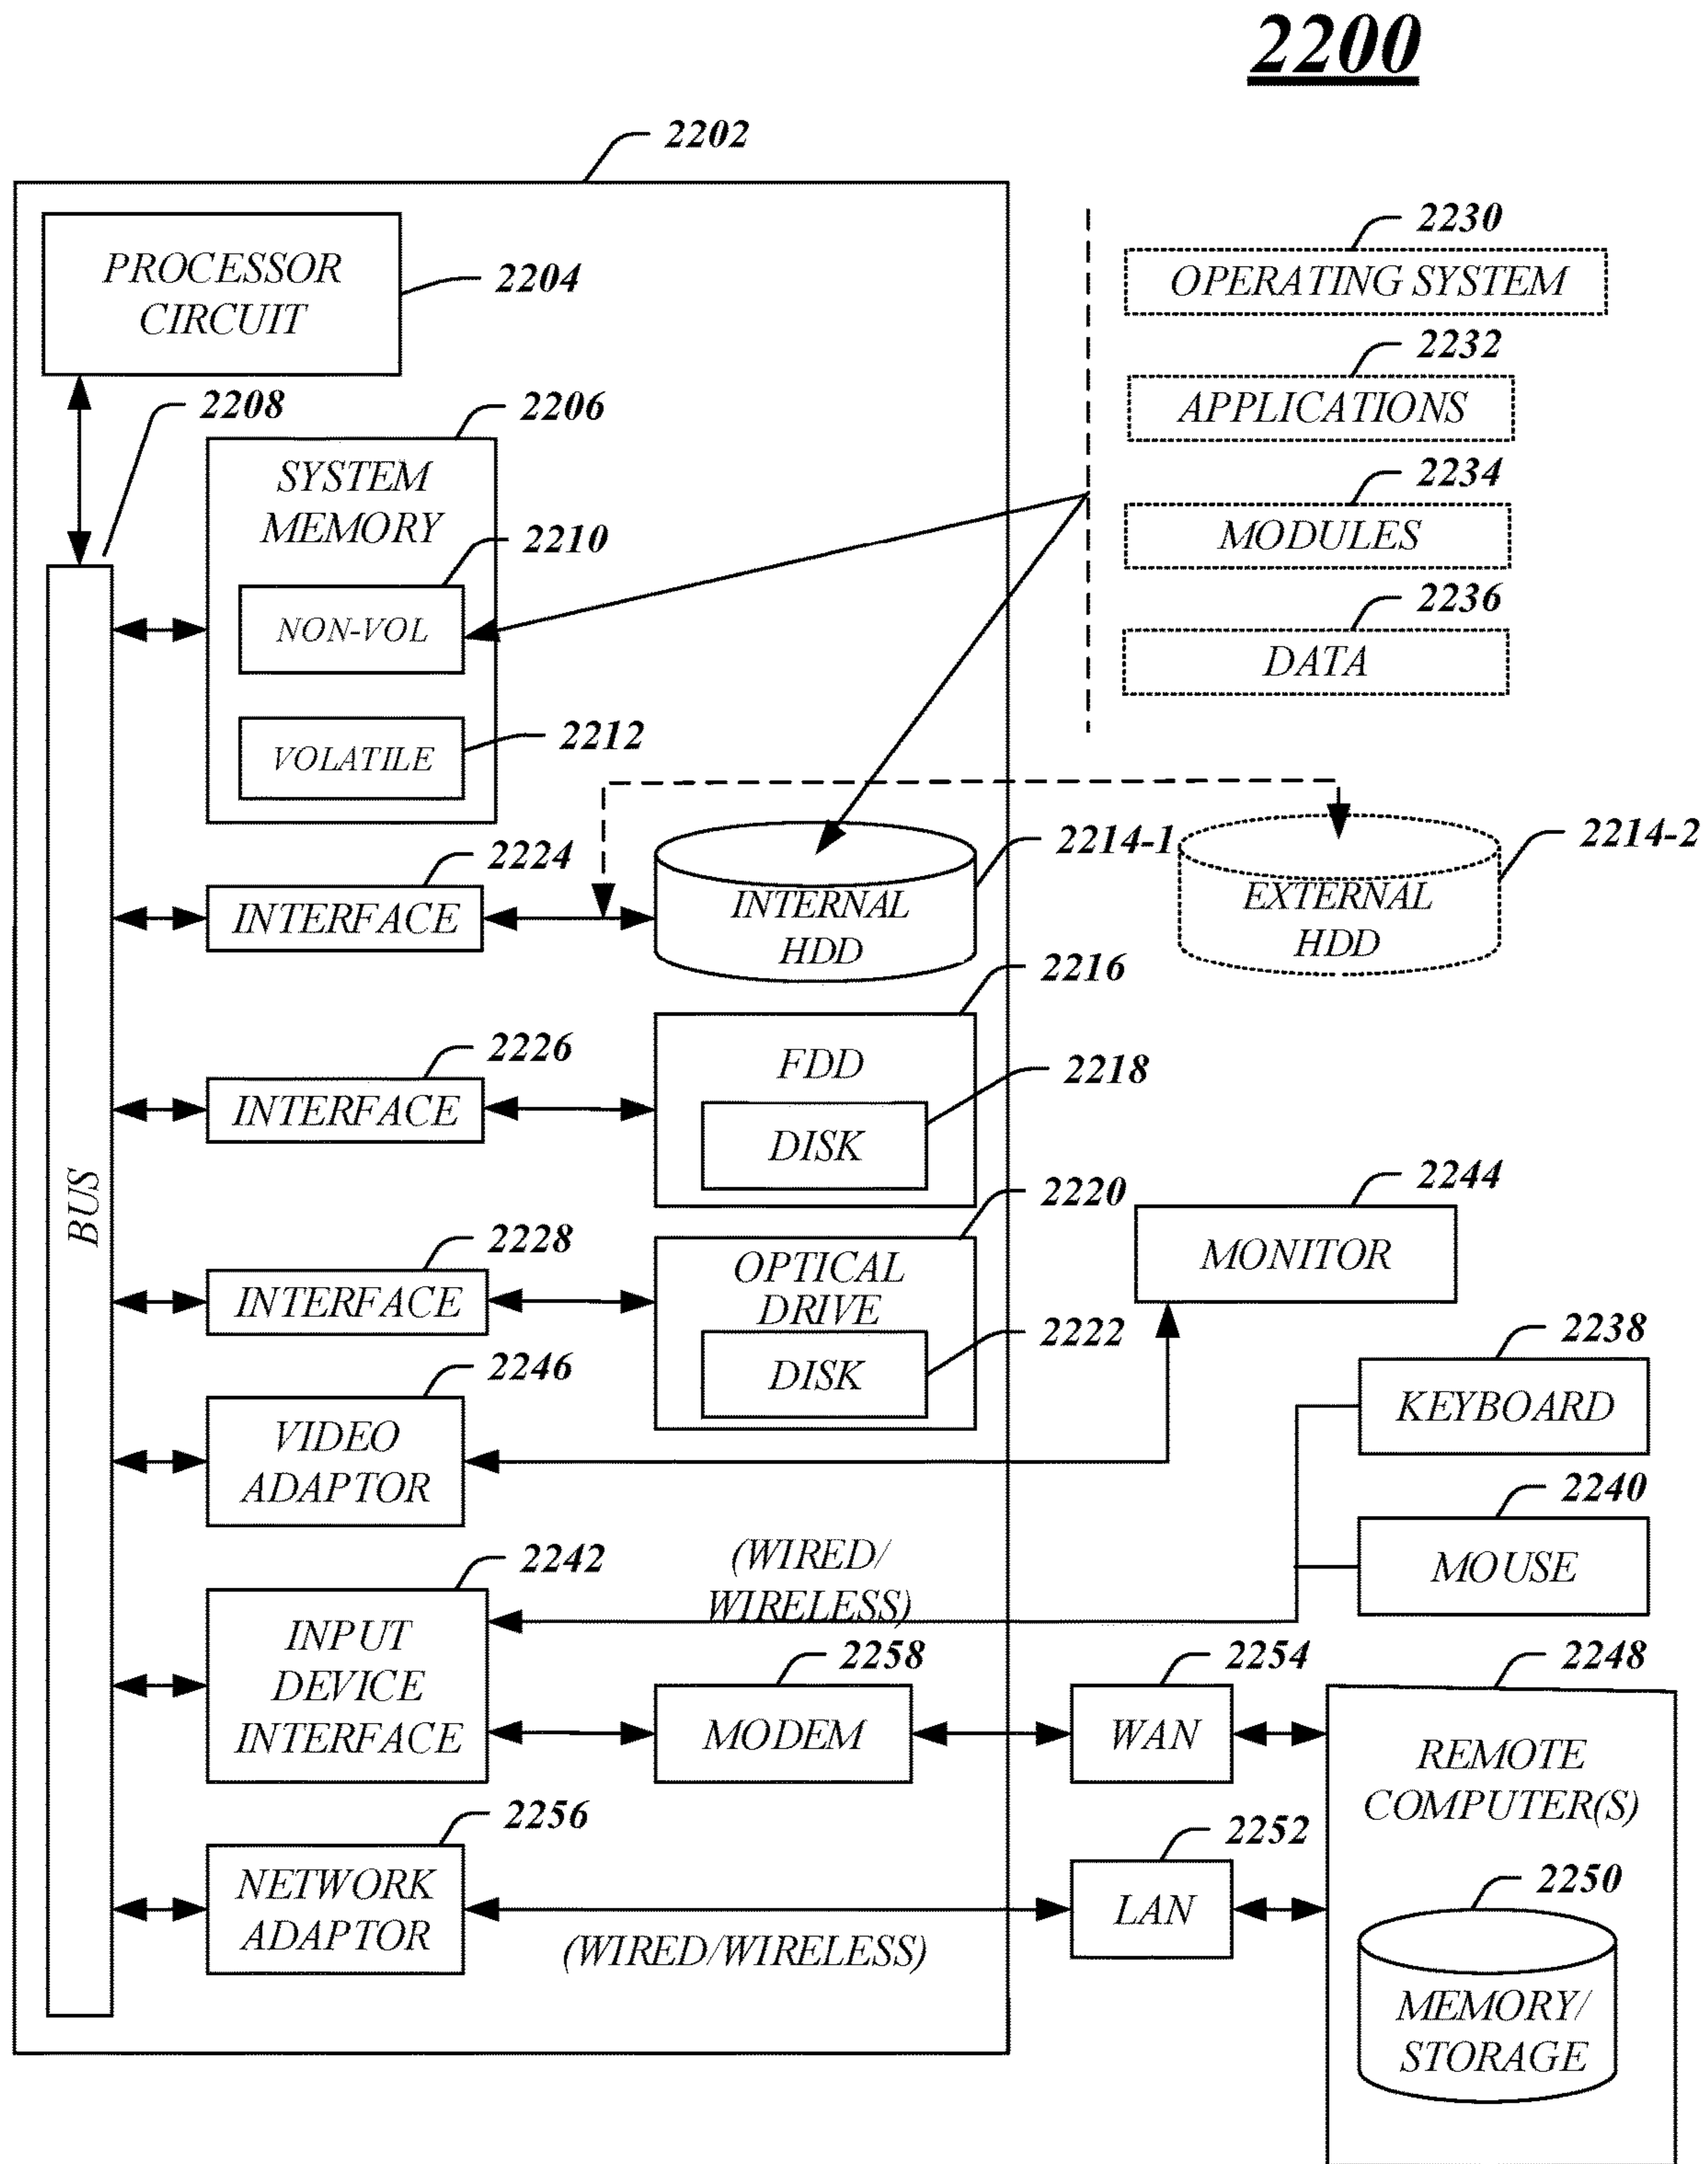 2200
2202
PROCESSOR
CIRCUIT
2204
2208
2206
SYSTEM
MEMORY
2210
NON-VOL
2212
VOLATILE
2230
OPERATING SYSTEM
2232
APPLICATIONS
2234
MODULES
2236
DATA
2224
INTERFACE
2214-1
INTERNAL
HDD
2214-2
EXTERNAL
HDD
2216
2226
INTERFACE
FDD
2218
DISK
BUS
2220
2228
INTERFACE
OPTICAL
DRIVE
2222
DISK
2244
MONITOR
2246
VIDEO
ADAPTOR
2238
KEYBOARD
2240
MOUSE
(WIRED/
WIRELESS)
2242
INPUT
DEVICE
INTERFACE
2258
MODEM
2254
WAN
2248
REMOTE
COMPUTER(S)
2256
NETWORK
ADAPTOR
(WIRED/WIRELESS)
2252
LAN
2250
MEMORY/
STORAGE